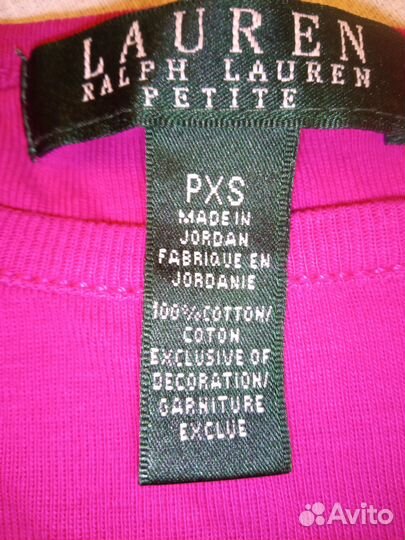 LAUREN
RALPH LAUREN
PETITE
PXS
MADE IN
JORDAN
FABRIQUE EN
JORDANIE
100% COTTON/
COTON
EXCLUSIVE OF
DECORATION/
GARNITURE
EXCLUE
Avito